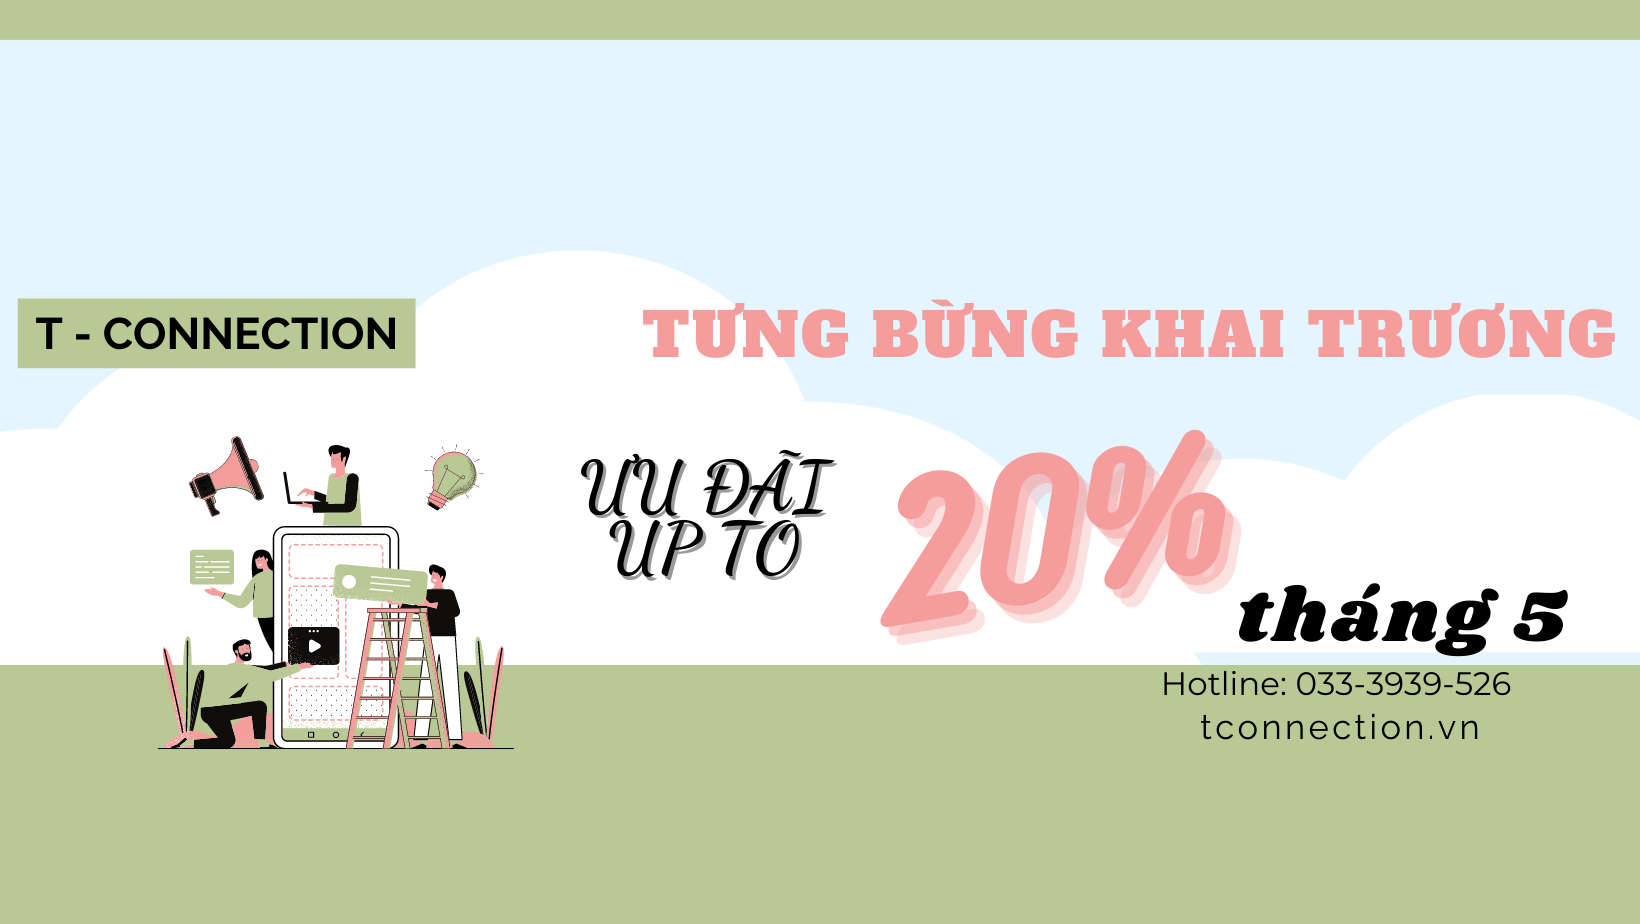 T - CONNECTION
TƯNG BỪNG KHAI TRƯƠNG
ƯU ĐÃI
UP TO
20%
tháng 5
Hotline: 033-3939-526
tconnection.vn